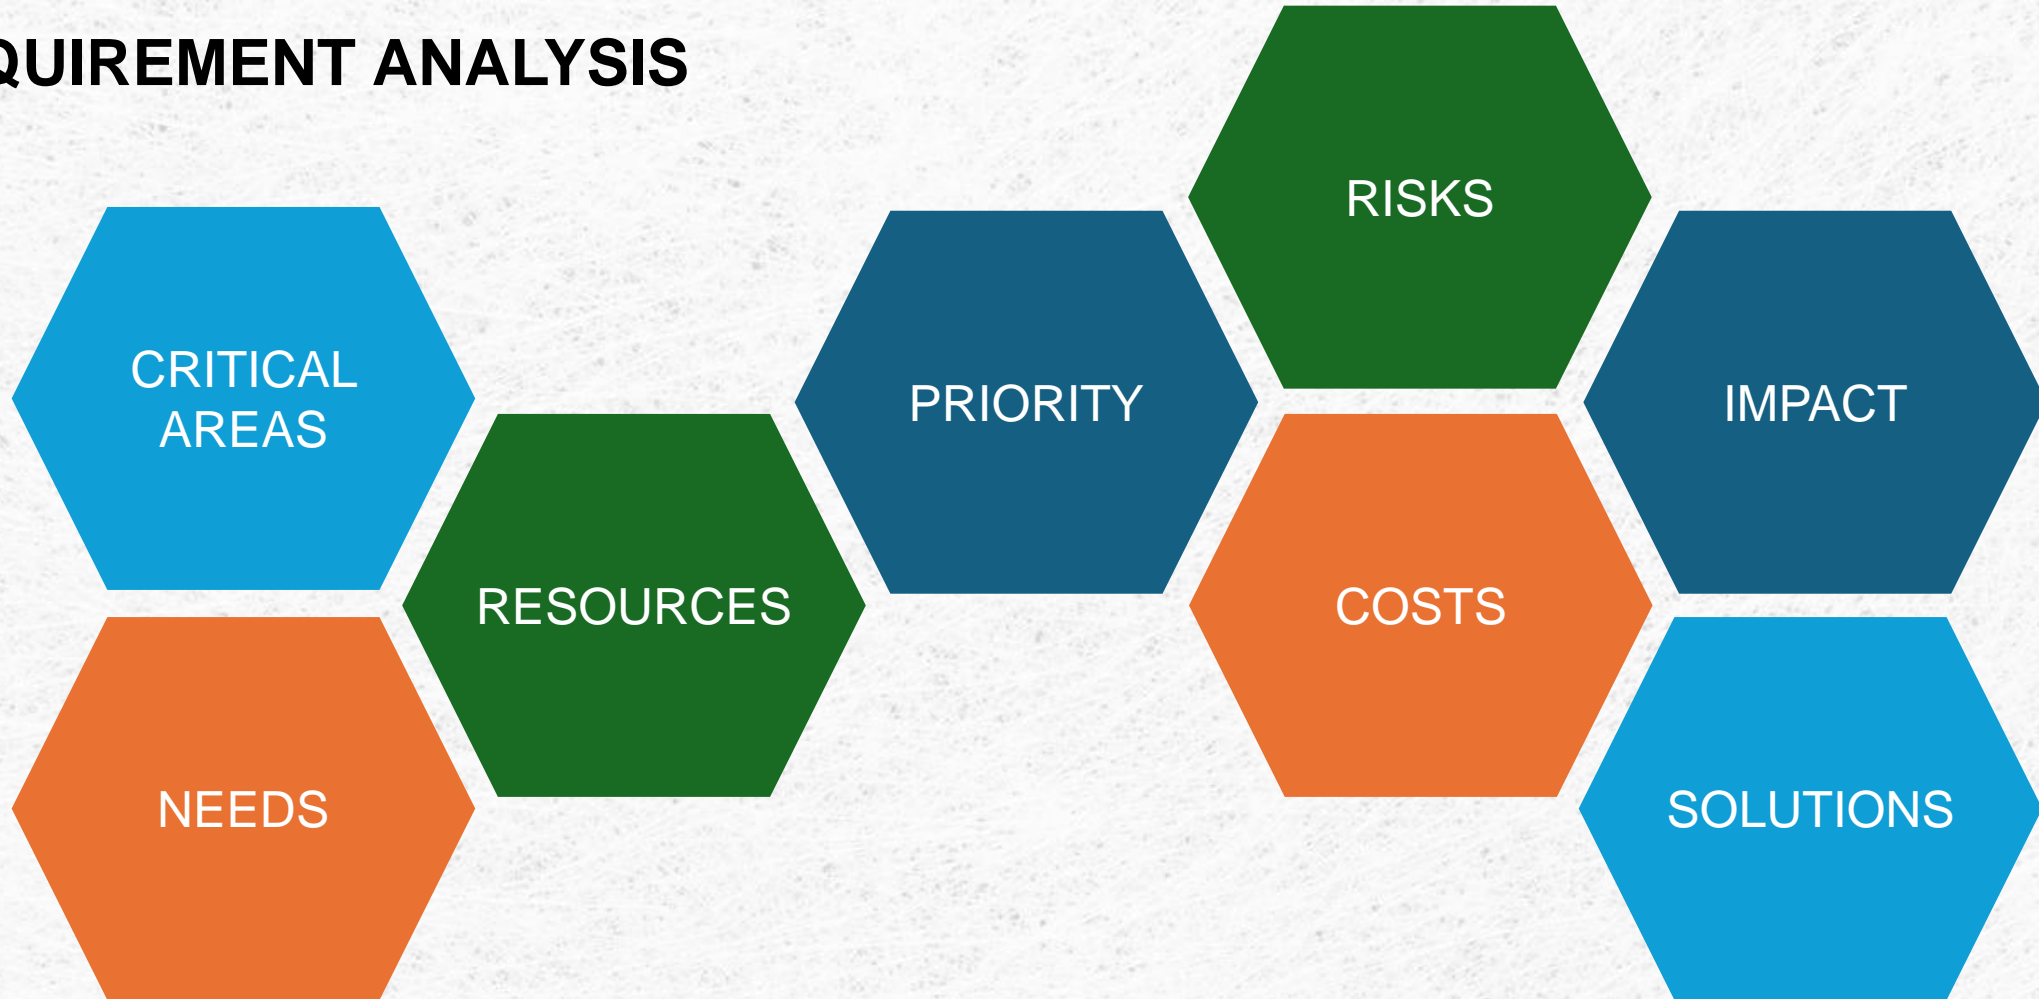 QUIREMENT ANALYSIS
RISKS
CRITICAL
AREAS
PRIORITY
IMPACT
RESOURCES
COSTS
NEEDS
SOLUTIONS